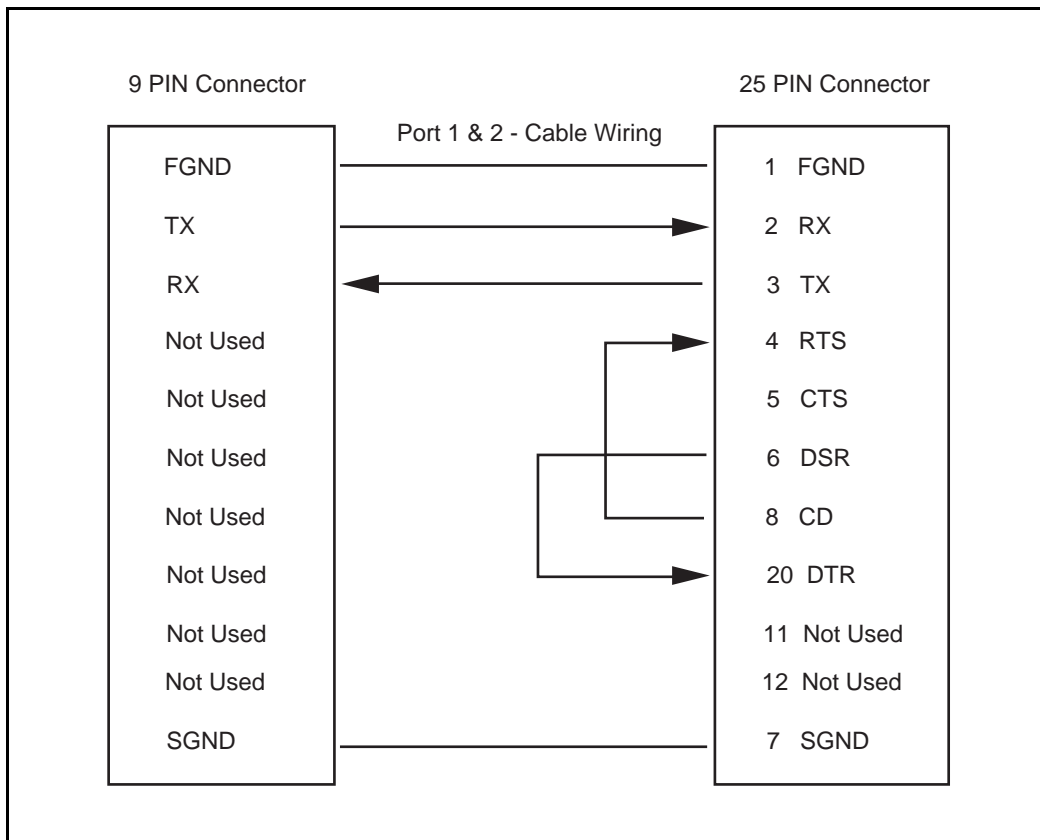 9 PIN Connector
25 PIN Connector
Port 1 & 2 - Cable Wiring
FGND
1 FGND
TX
2 RX
RX
3 TX
Not Used
4 RTS
Not Used
5 CTS
Not Used
6 DSR
Not Used
8 CD
Not Used
20 DTR
Not Used
11 Not Used
Not Used
12 Not Used
SGND
7 SGND